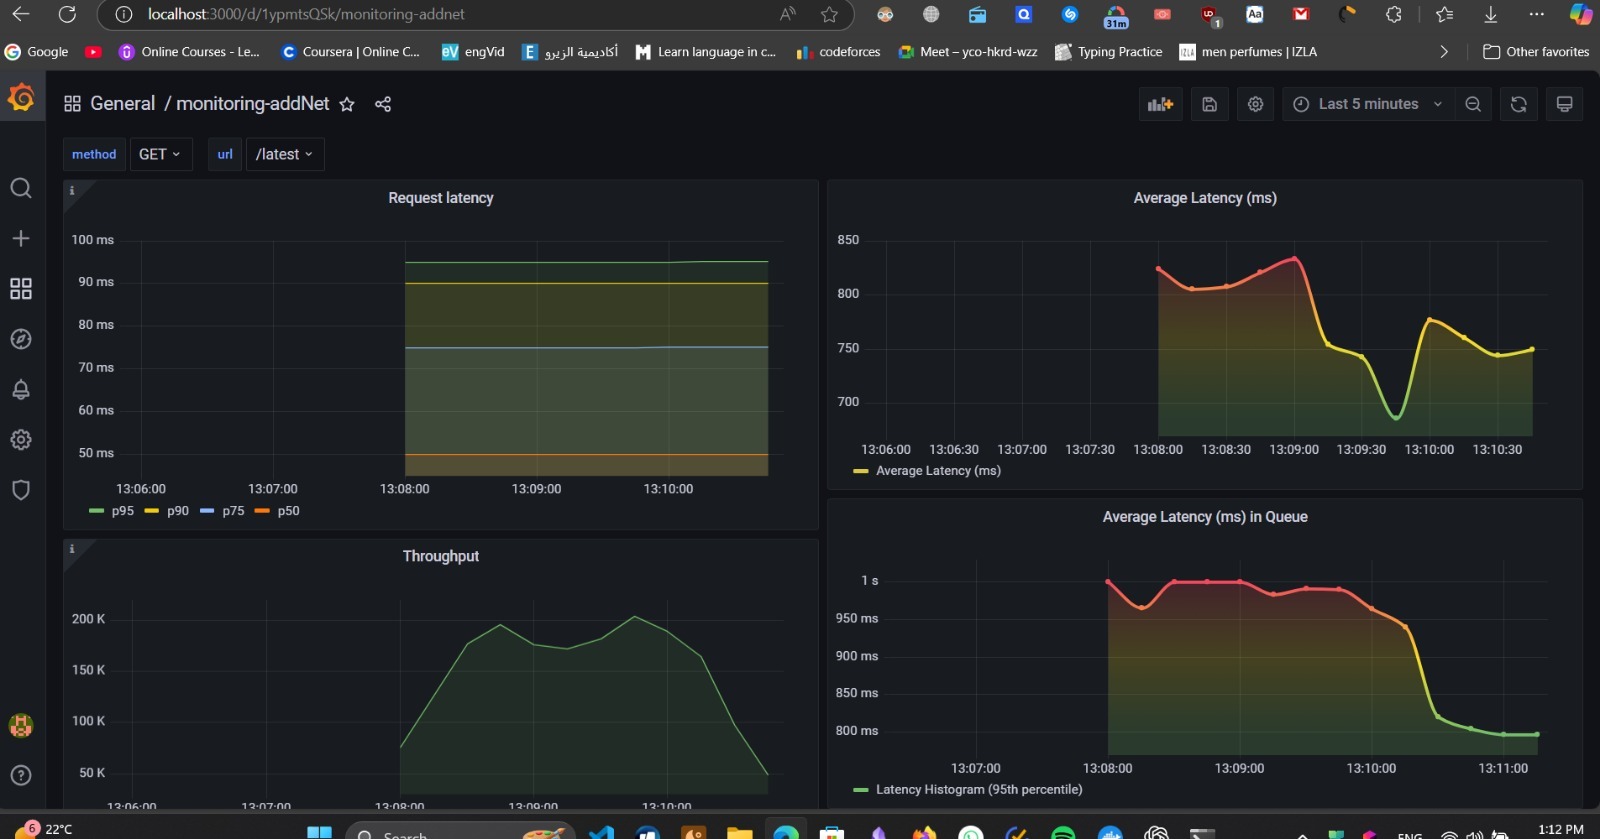 localhost:3000/d/1ypmtsQSk/monitoring-addnet
31m
UD
1
Aa
Google
Online Courses - Le...
Coursera | Online C...
eV
engVid
E
أكاديمية الزيرو
Learn language in c...
codeforces
Meet – yco-hkrd-wzz
Typing Practice
IZLA
men perfumes | IZLA
Other favorites
General / monitoring-addNet
Last 5 minutes
method
GET
url
/latest
i
Request latency
100 ms
90 ms
80 ms
70 ms
60 ms
50 ms
13:06:00
13:07:00
13:08:00
13:09:00
13:10:00
p95
p90
p75
p50
Average Latency (ms)
850
800
750
700
13:06:00
13:06:30
13:07:00
13:07:30
13:08:00
13:08:30
13:09:00
13:09:30
13:10:00
13:10:30
Average Latency (ms)
i
Throughput
200 K
150 K
100 K
50 K
13:06:00
13:07:00
13:08:00
13:09:00
13:10:00
Average Latency (ms) in Queue
1 s
950 ms
900 ms
850 ms
800 ms
13:07:00
13:08:00
13:09:00
13:10:00
13:11:00
Latency Histogram (95th percentile)
6
22°C
Search
ENG
1:12 PM